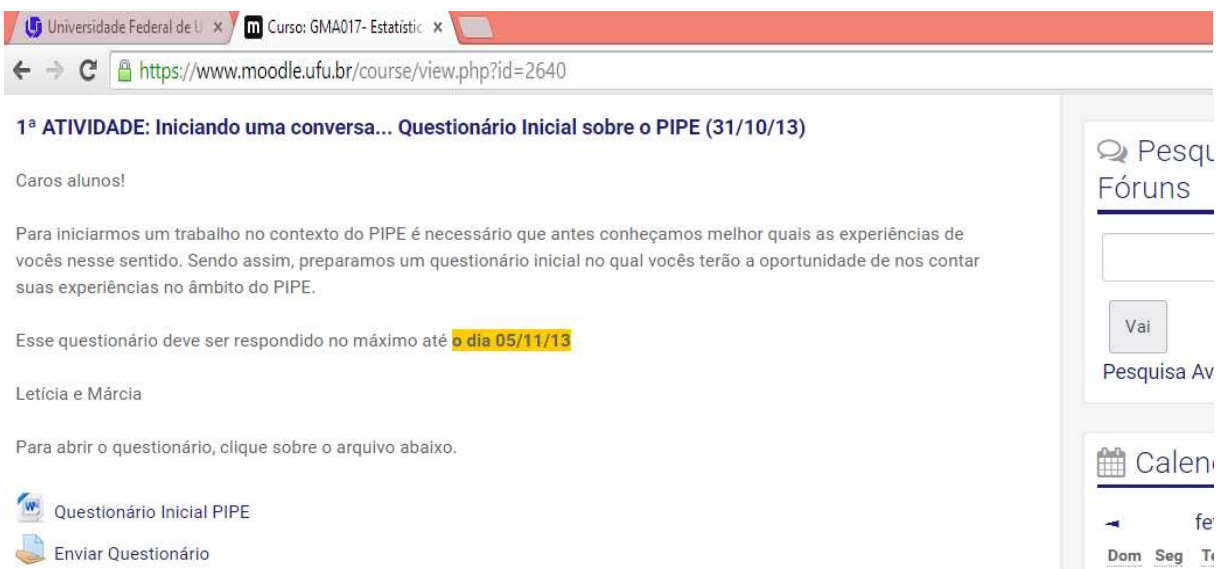 Universidade Federal de U
Curso: GMA017- Estatístic
https://www.moodle.ufu.br/course/view.php?id=2640
1ª ATIVIDADE: Iniciando uma conversa... Questionário Inicial sobre o PIPE (31/10/13)
Caros alunos!
Para iniciarmos um trabalho no contexto do PIPE é necessário que antes conheçamos melhor quais as experiências de
vocês nesse sentido. Sendo assim, preparamos um questionário inicial no qual vocês terão a oportunidade de nos contar
suas experiências no âmbito do PIPE.
Esse questionário deve ser respondido no máximo até o dia 05/11/13
Letícia e Márcia
Para abrir o questionário, clique sobre o arquivo abaixo.
Questionário Inicial PIPE
Enviar Questionário
Pesqu
Fóruns
Vai
Pesquisa Av
Calen
fe
Dom Seg T